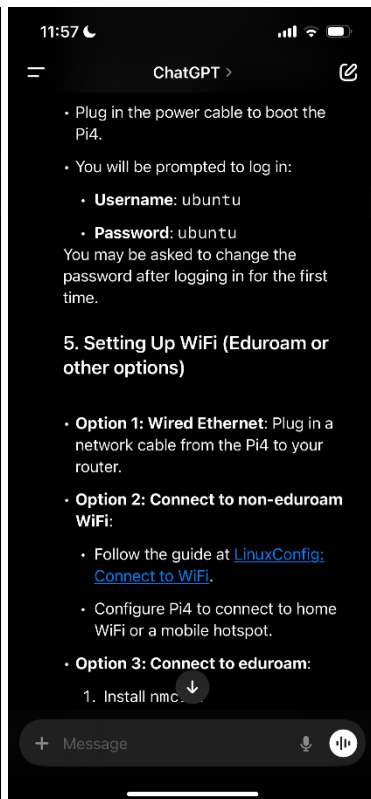 11:57
ChatGPT >
• Plug in the power cable to boot the
Pi4.
• You will be prompted to log in:
• Username: ubuntu
• Password: ubuntu
You may be asked to change the
password after logging in for the first
time.
5. Setting Up WiFi (Eduroam or
other options)
• Option 1: Wired Ethernet: Plug in a
network cable from the Pi4 to your
router.
• Option 2: Connect to non-eduroam
WiFi:
• Follow the guide at LinuxConfig:
Connect to WiFi.
• Configure Pi4 to connect to home
WiFi or a mobile hotspot.
• Option 3: Connect to eduroam:
1. Install
Message